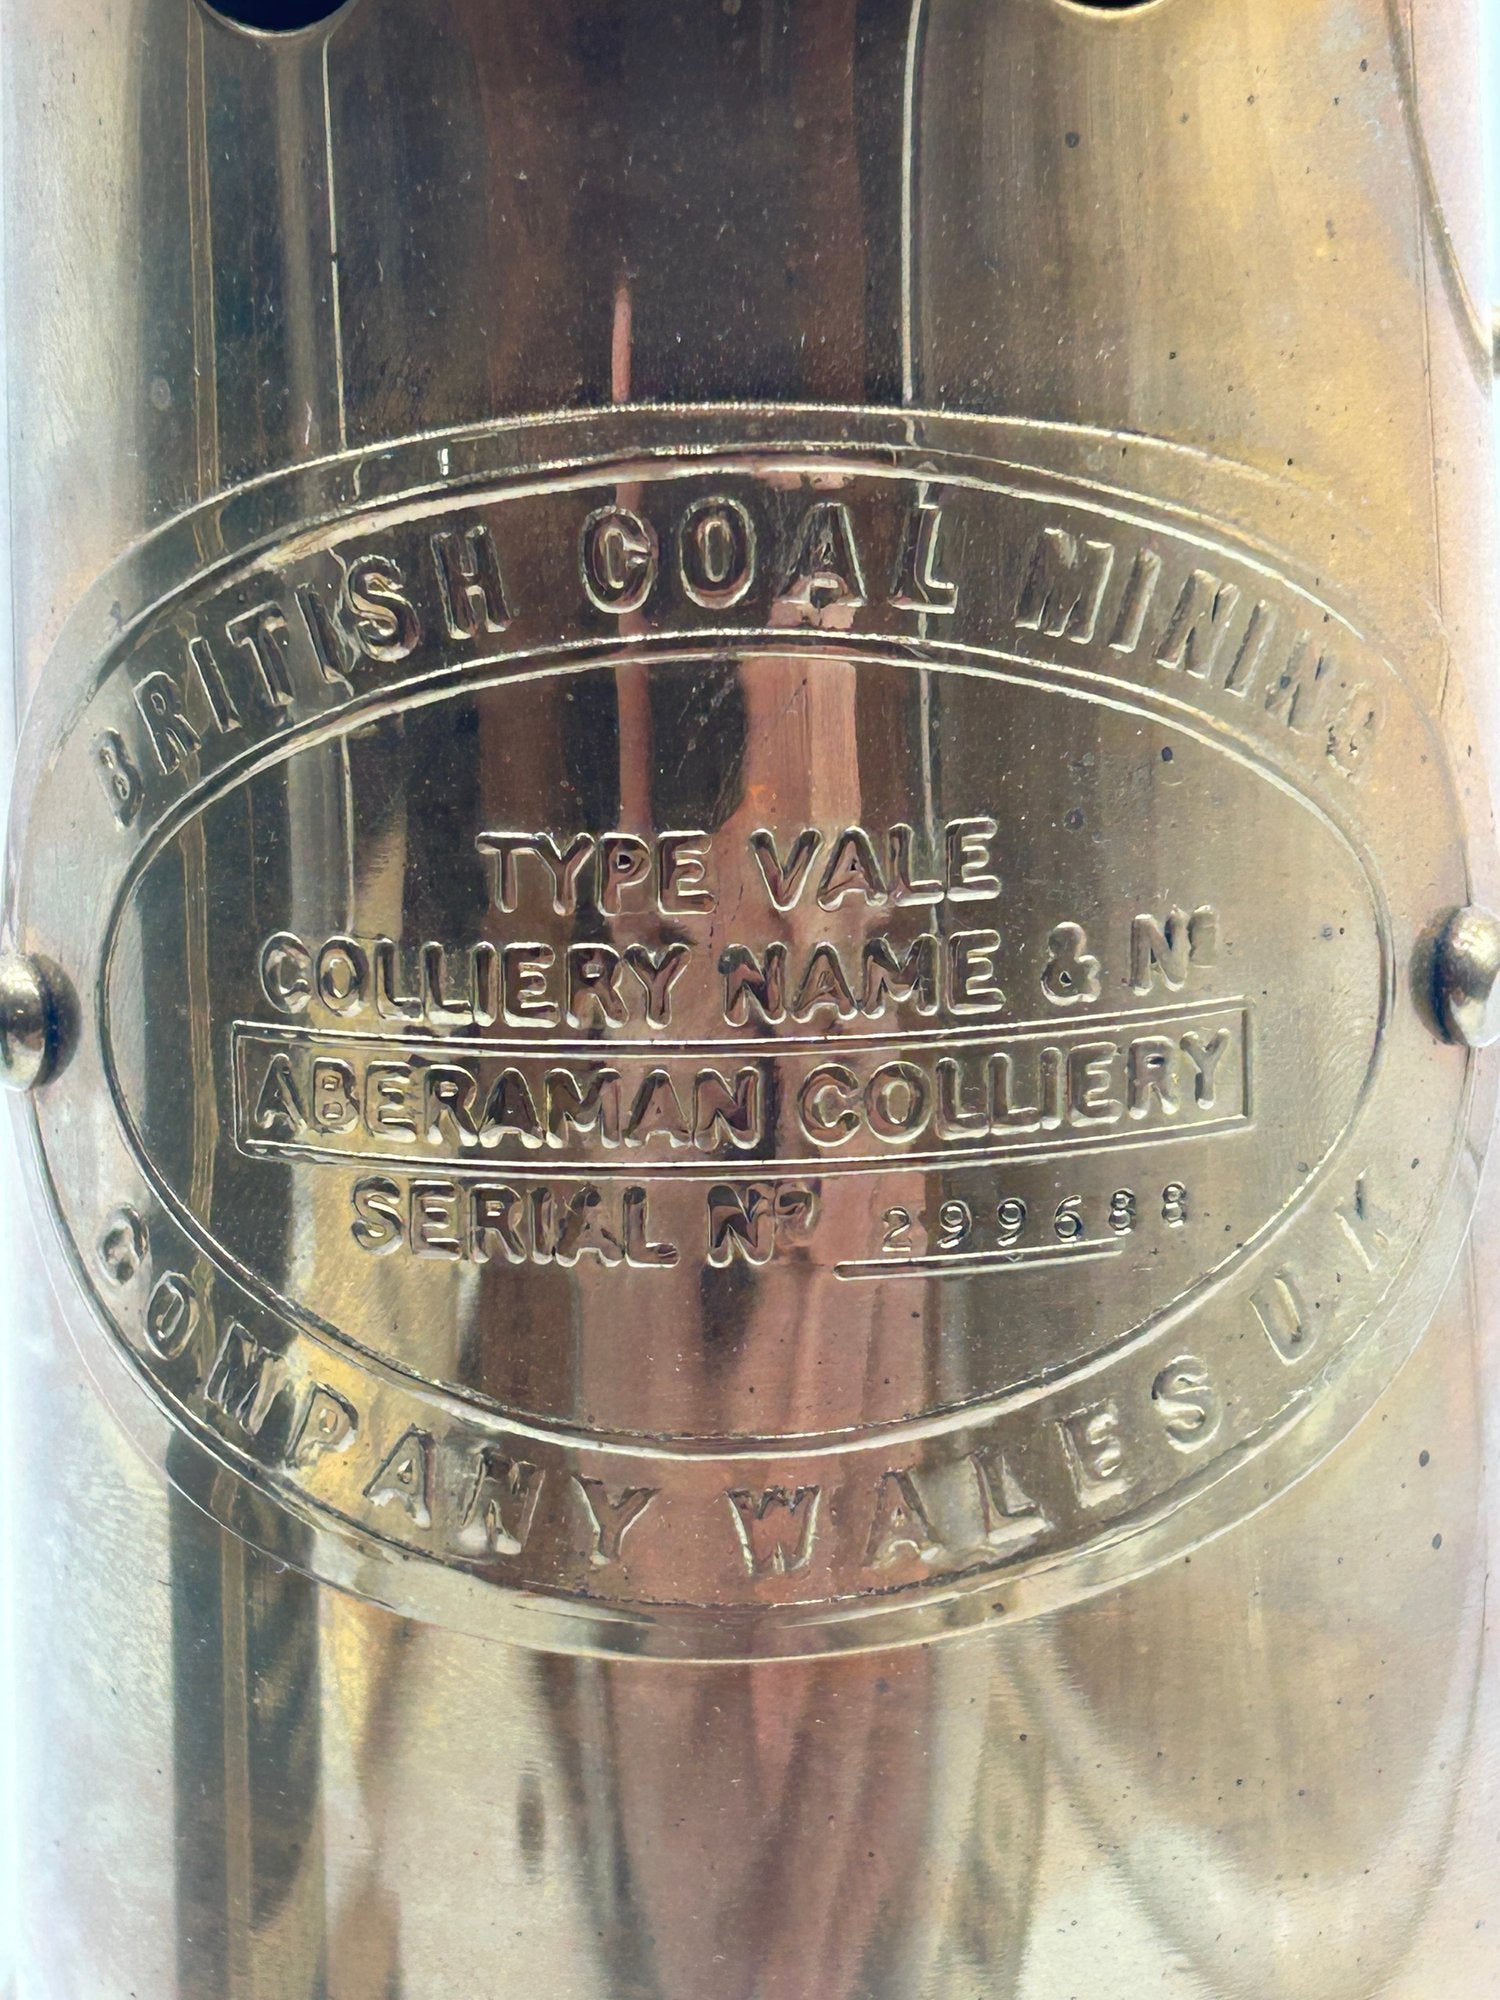 BRITISH COAL MINING
TYPE VALE
COLLIERY NAME & Nº
ABERAMAN COLLIERY
SERIAL Nº 299688
COMPANY WALES U.K